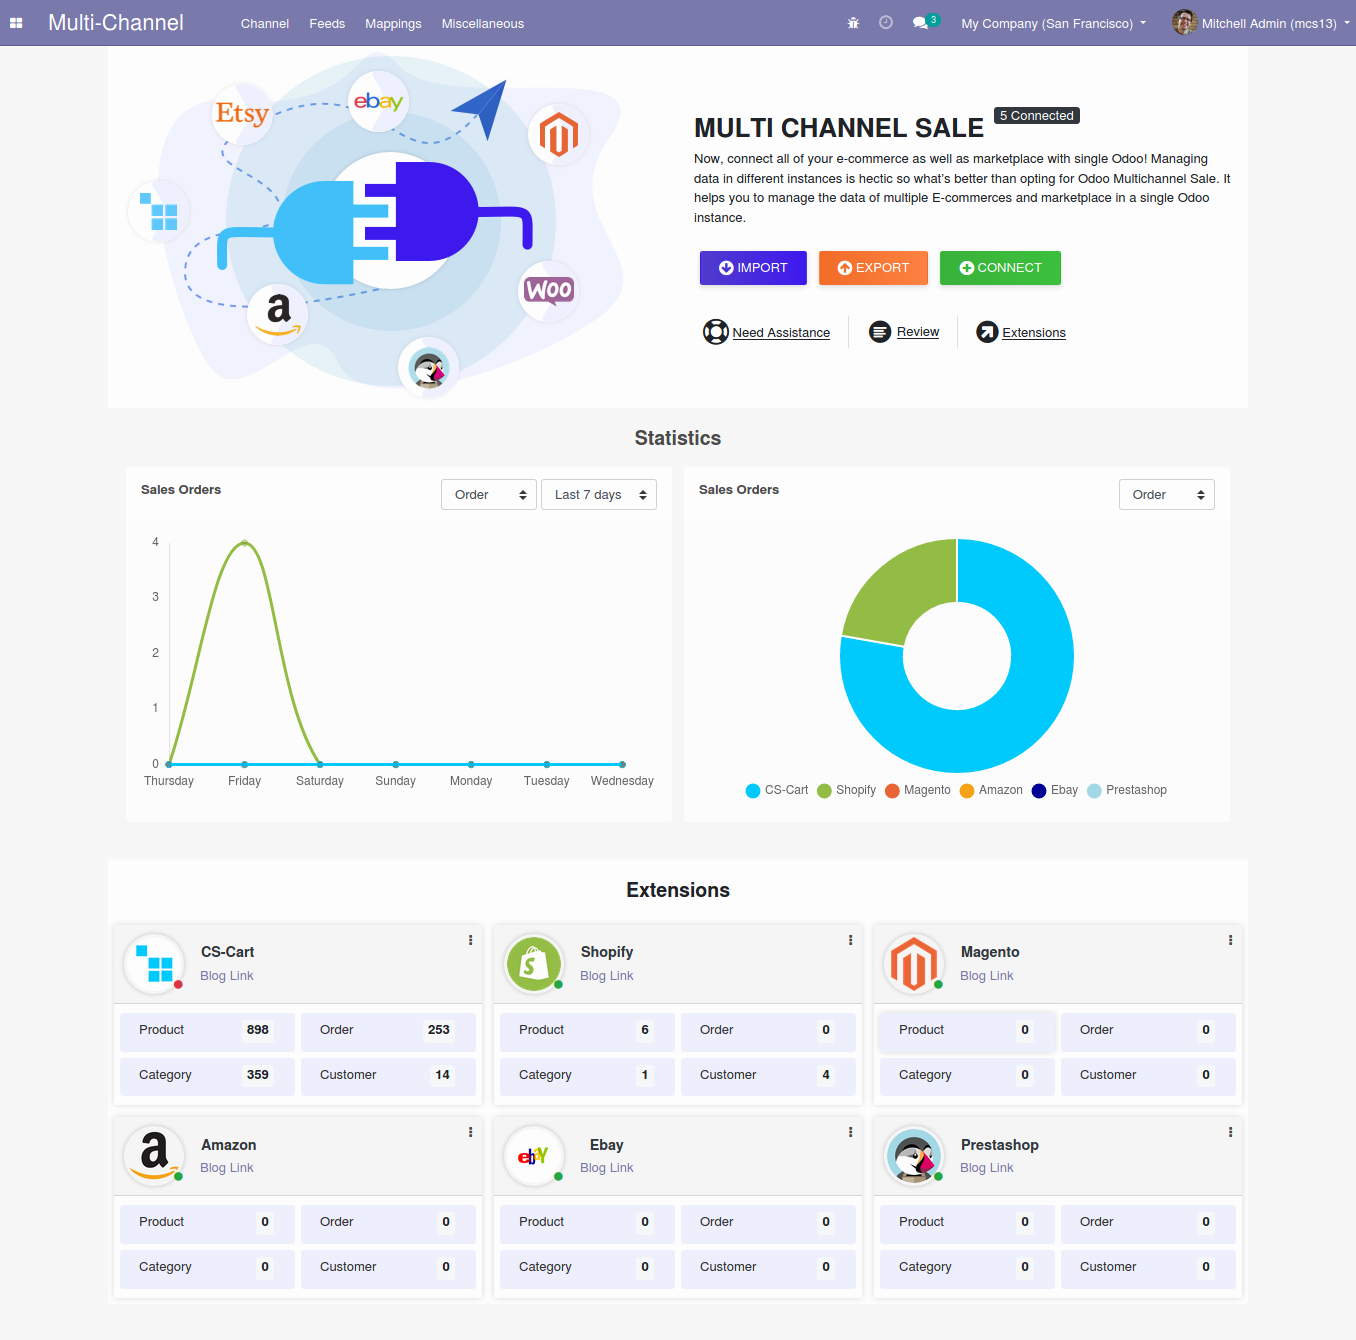 Multi-Channel Channel Feeds Mappings Miscellaneous 3 My Company (San Francisco) Mitchell Admin (mcs13)
Etsy
ebay
a
WOO
MULTI CHANNEL SALE 5 Connected
Now, connect all of your e-commerce as well as marketplace with single Odoo! Managing
data in different instances is hectic so what's better than opting for Odoo Multichannel Sale. It
helps you to manage the data of multiple E-commerces and marketplace in a single Odoo
instance.
IMPORT EXPORT CONNECT
Need Assistance Review Extensions
Statistics
Sales Orders Order Last 7 days
4
3
2
1
0
Thursday Friday Saturday Sunday Monday Tuesday Wednesday
Sales Orders Order
CS-Cart Shopify Magento Amazon Ebay Prestashop
Extensions
CS-Cart
Blog Link
Product 898 Order 253
Category 359 Customer 14
S
Shopify
Blog Link
Product 6 Order 0
Category 1 Customer 4
Magento
Blog Link
Product 0 Order 0
Category 0 Customer 0
a
Amazon
Blog Link
Product 0 Order 0
Category 0 Customer 0
ebaY
Ebay
Blog Link
Product 0 Order 0
Category 0 Customer 0
Prestashop
Blog Link
Product 0 Order 0
Category 0 Customer 0